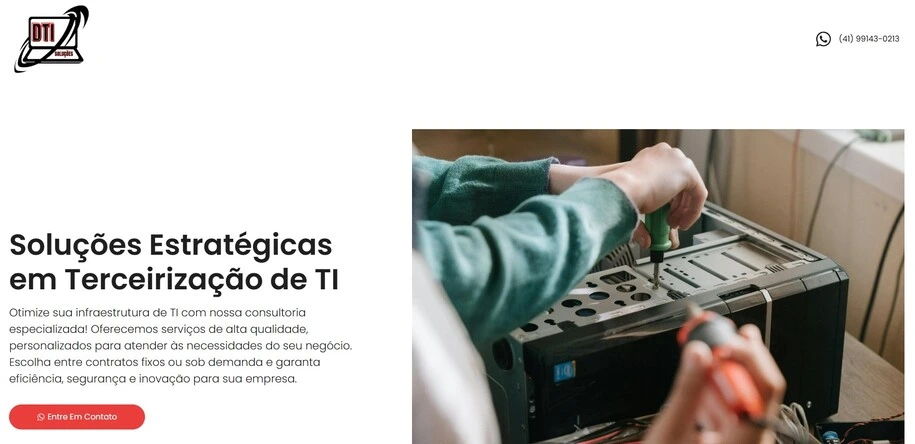 DTI
SOLUÇÕES
(41) 99143-0213
Soluções Estratégicas
em Terceirização de TI
Otimize sua infraestrutura de TI com nossa consultoria
especializada! Oferecemos serviços de alta qualidade,
personalizados para atender às necessidades do seu negócio.
Escolha entre contratos fixos ou sob demanda e garanta
eficiência, segurança e inovação para sua empresa.
Entre Em Contato